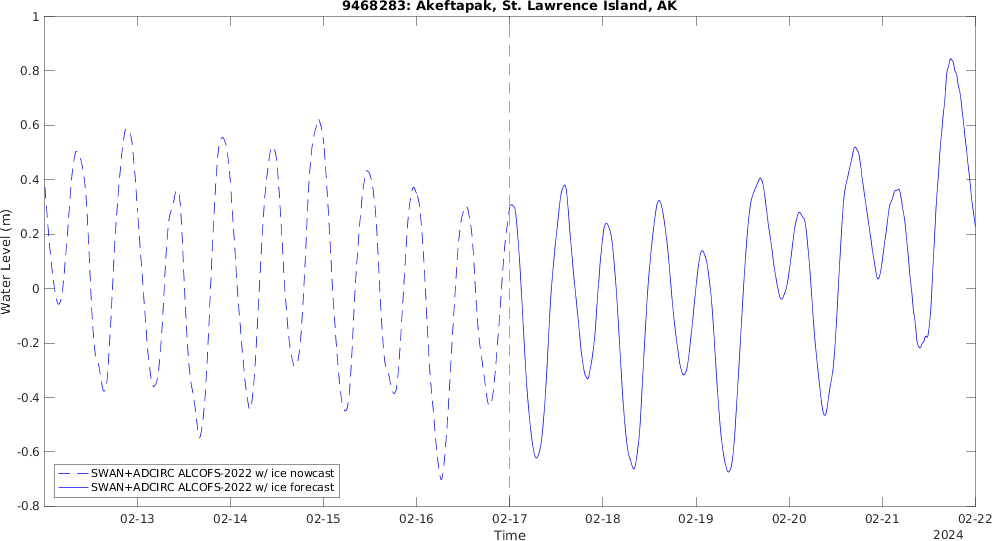 9468283: Akeftapak, St. Lawrence Island, AK
1
0.8
0.6
0.4
0.2
0
-0.2
-0.4
-0.6
-0.8
Water Level (m)
SWAN+ADCIRC ALCOFS-2022 w/ ice nowcast
SWAN+ADCIRC ALCOFS-2022 w/ ice forecast
02-13 02-14 02-15 02-16 02-17 02-18 02-19 02-20 02-21 02-22
Time
2024